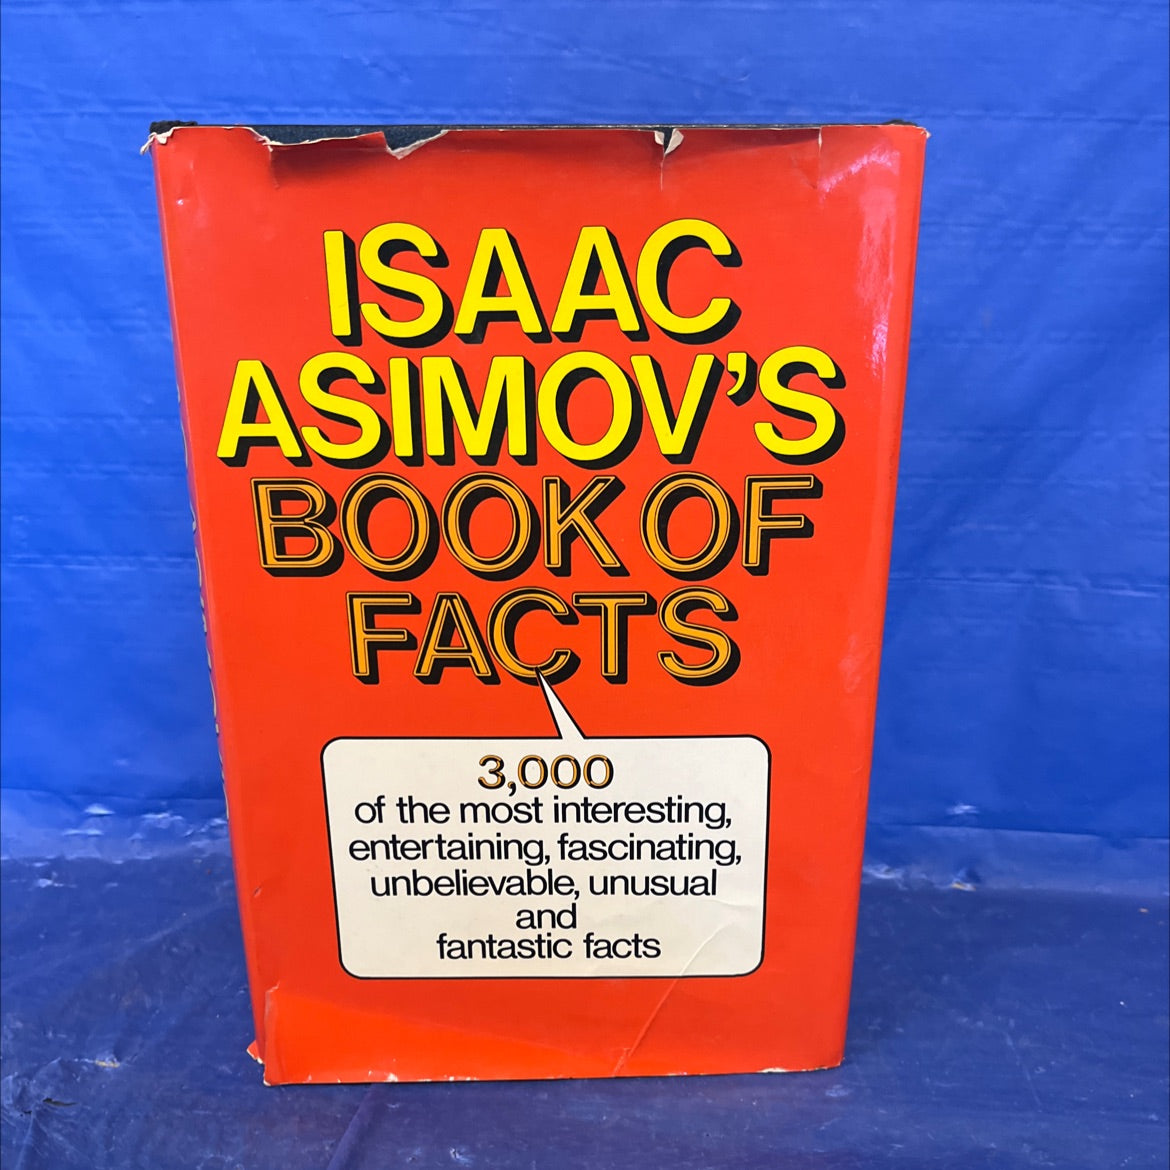 ISAAC
ASIMOV'S
BOOK OF
FACTS
3,000
of the most interesting,
entertaining, fascinating,
unbelievable, unusual
and
fantastic facts